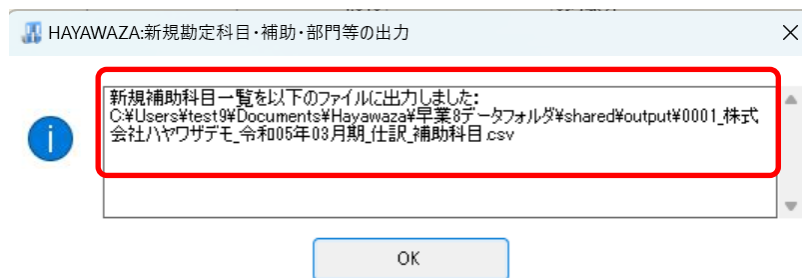 HAYAWAZA:新規勘定科目・補助・部門等の出力
新規補助科目一覧を以下のファイルに出力しました:
C:¥Users¥test9¥Documents¥Hayawaza¥早業8データフォルダ¥shared¥output¥0001_株式
会社ハヤワザデモ_令和05年03月期_仕訳_補助科目.csv
OK